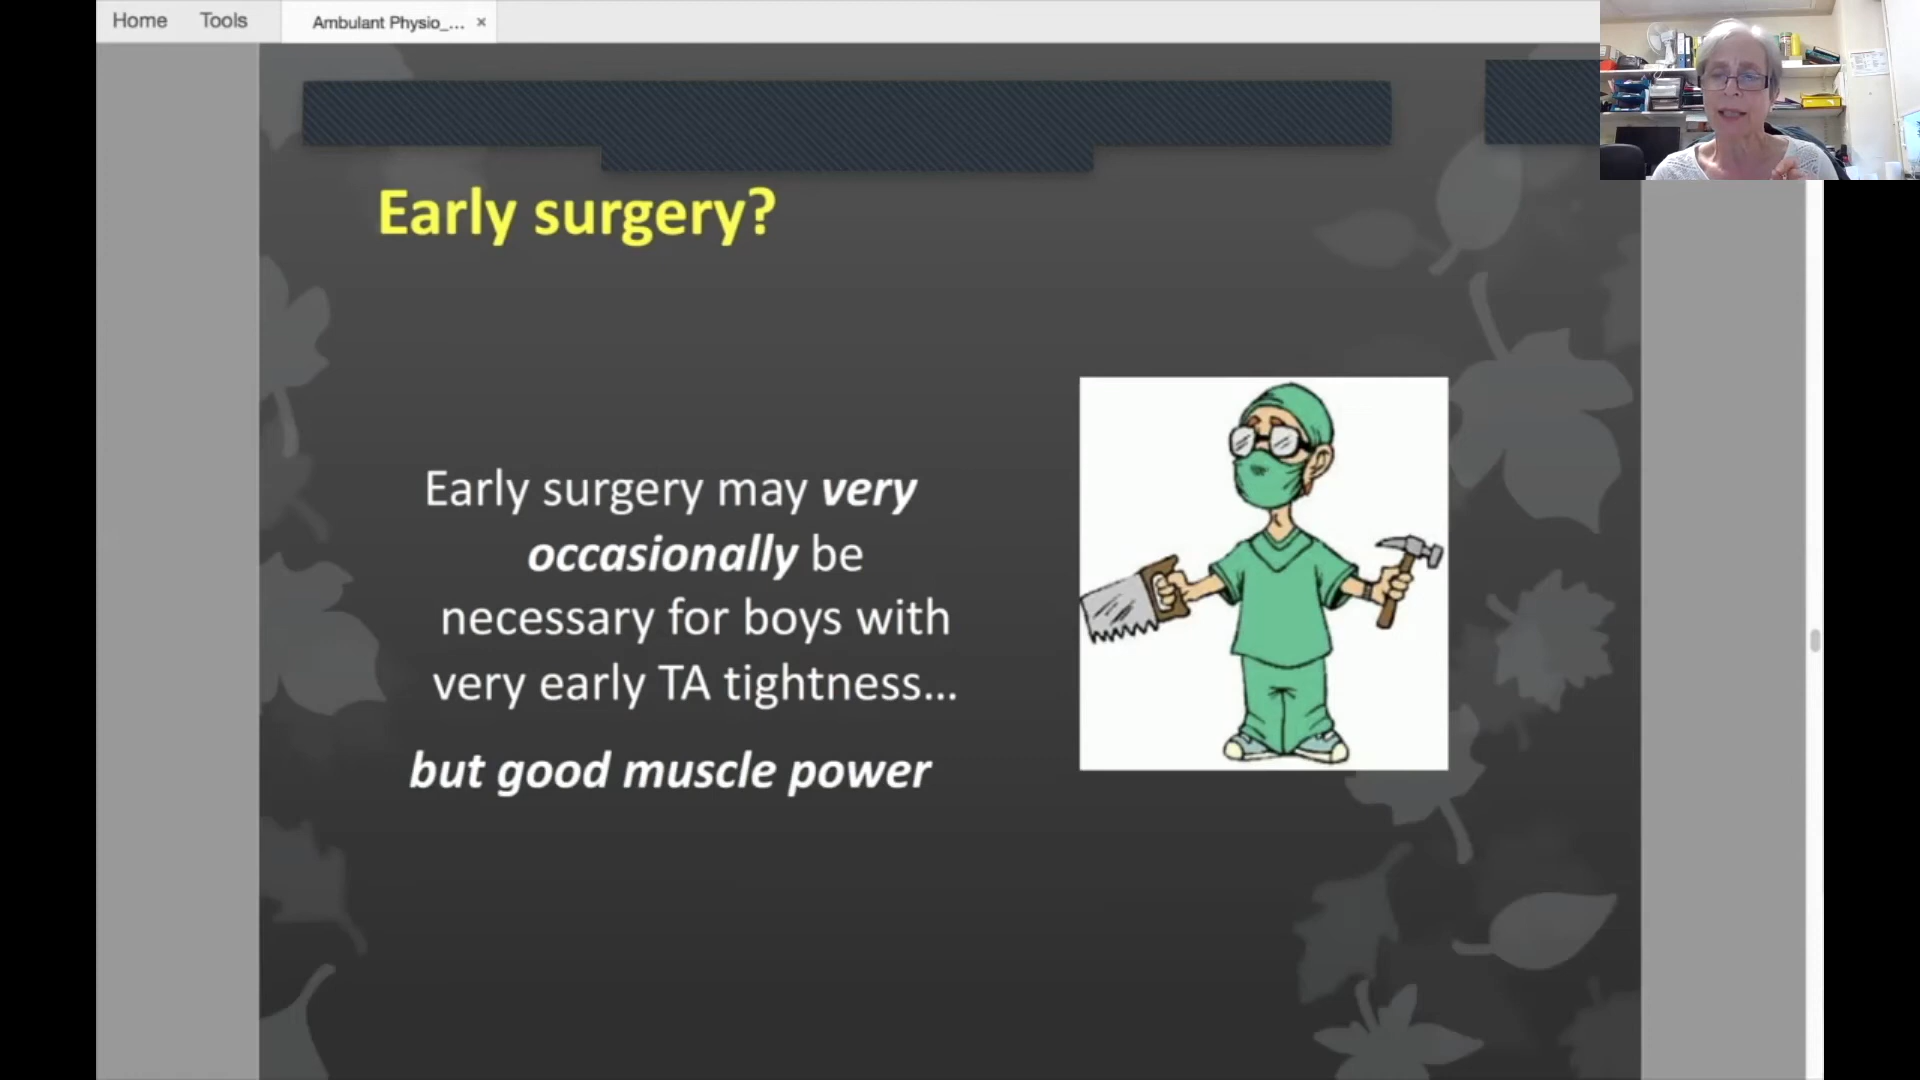 Home Tools Ambulant Physio_... ×
Early surgery?
Early surgery may very
occasionally be
necessary for boys with
very early TA tightness...
but good muscle power